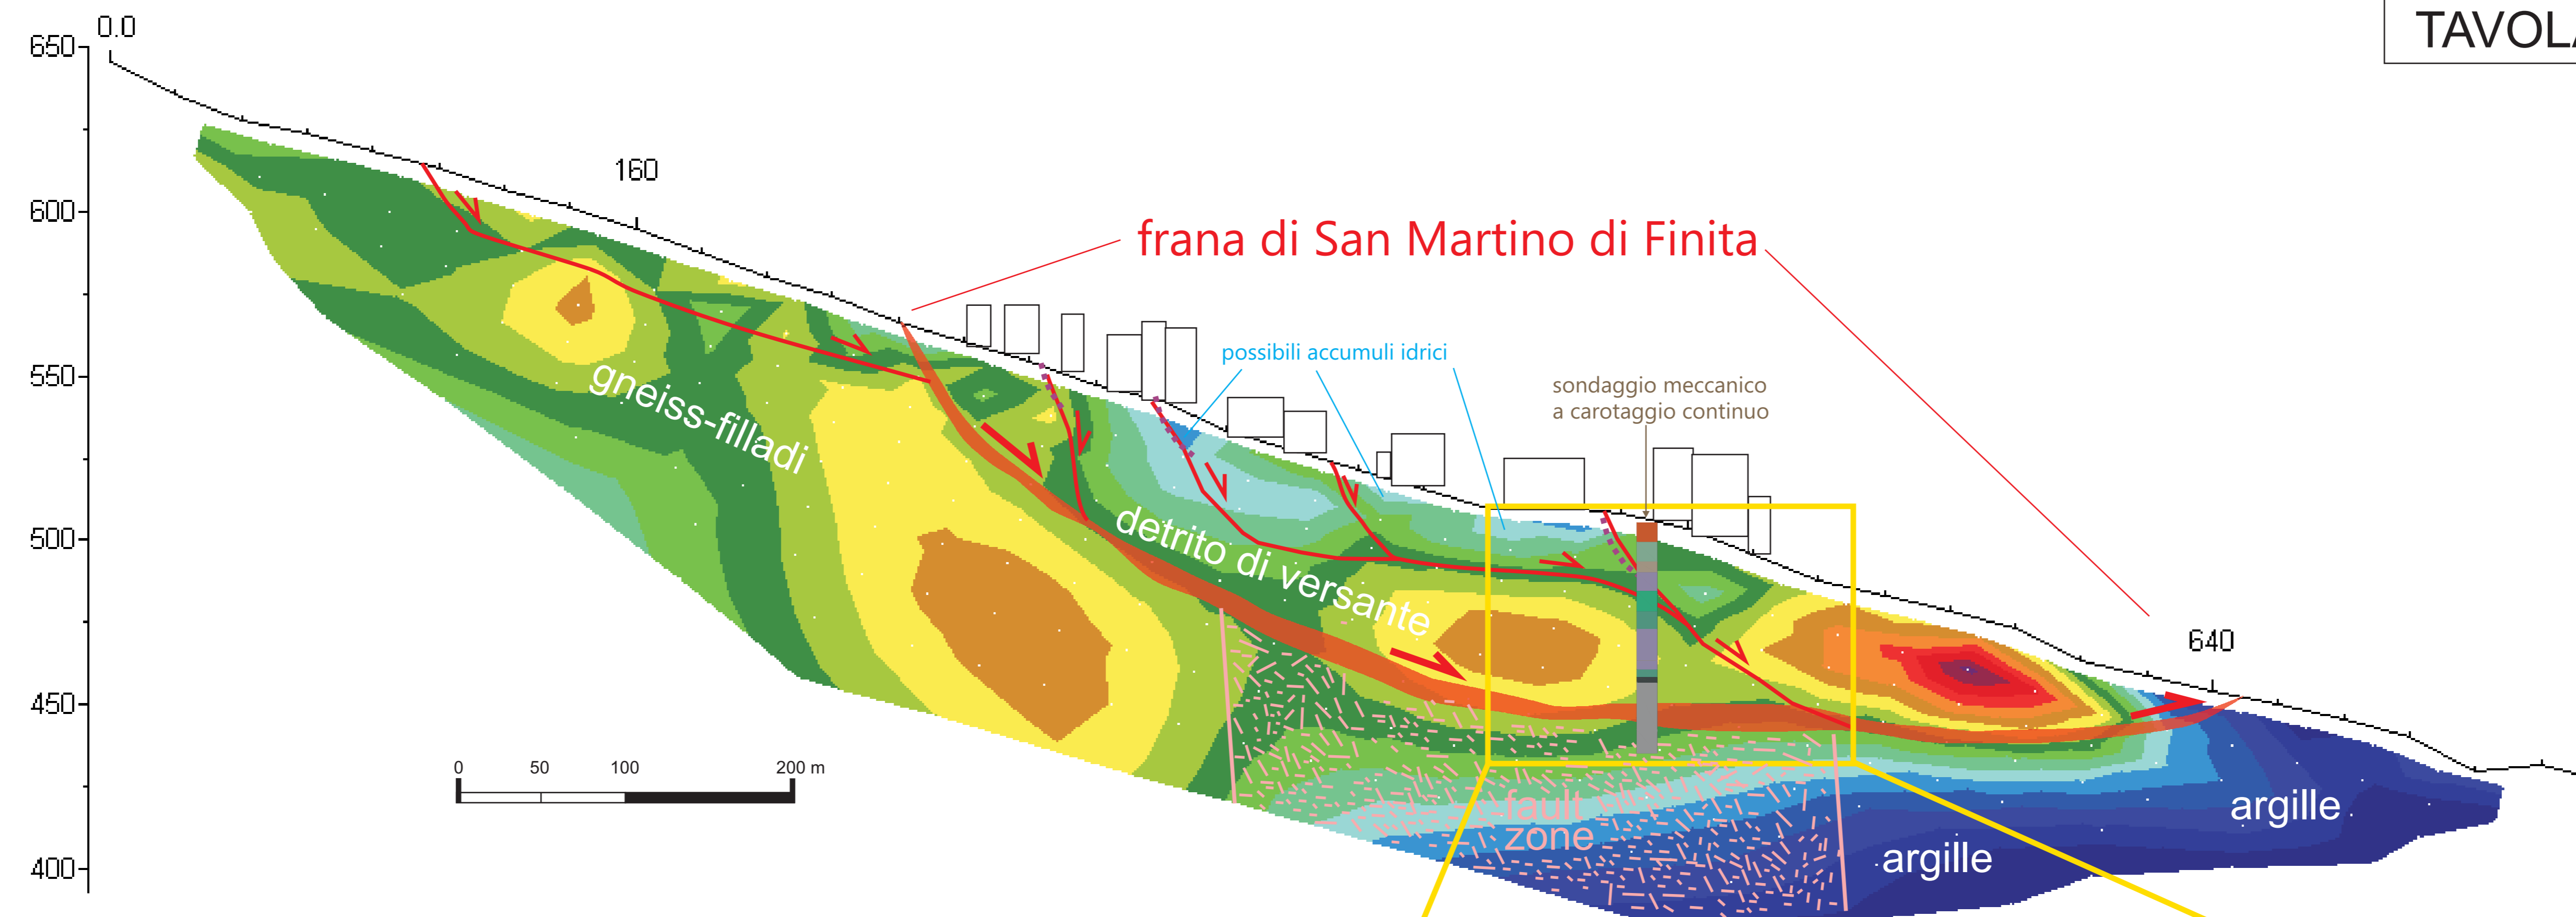 TAVOLA
0.0
650
160
600
frana di San Martino di Finita
possibili accumuli idrici
550
sondaggio meccanico
a carotaggio continuo
gneiss-filladi
500
detrito di versante
640
450
0 50 100 200 m
fault
zone
argille
argille
400